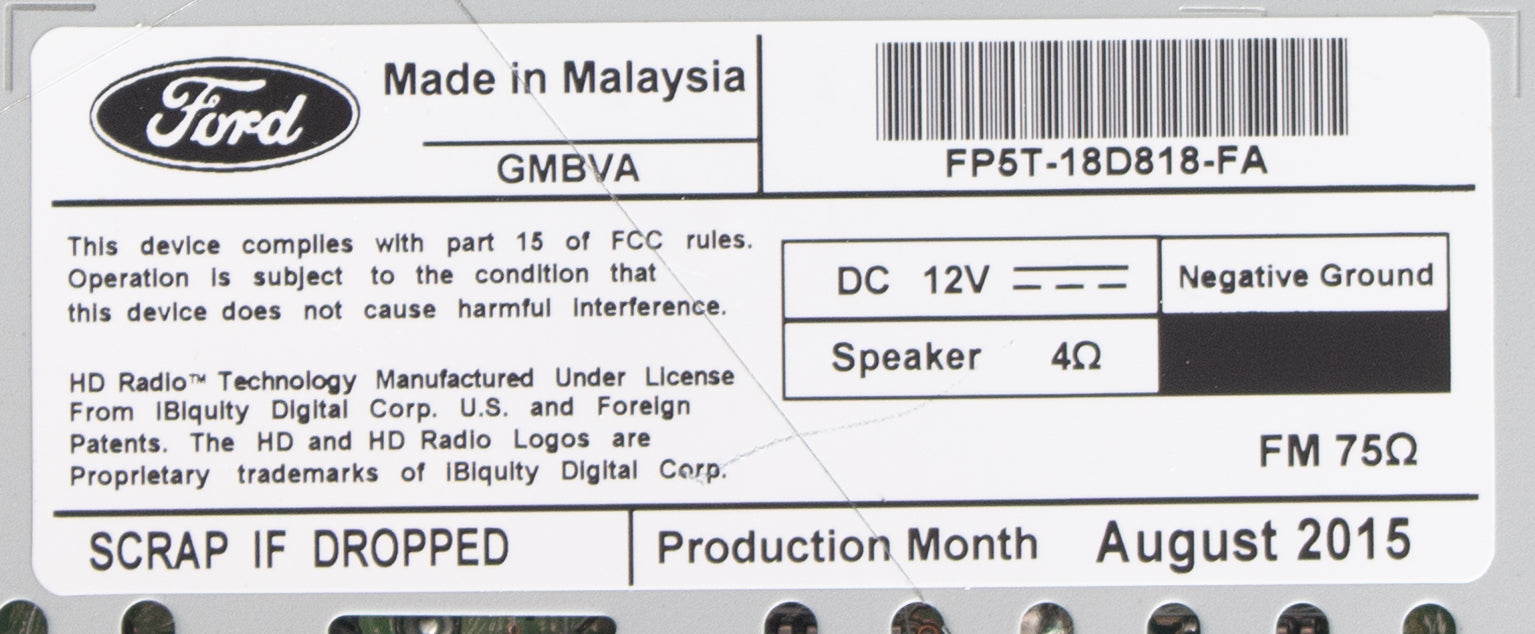 Ford
Made in Malaysia
GMBVA
FP5T-18D818-FA
This device complies with part 15 of FCC rules.
Operation is subject to the condition that
this device does not cause harmful interference.
HD Radio™ Technology Manufactured Under License
From iBiquity Digital Corp. U.S. and Foreign
Patents. The HD and HD Radio Logos are
Proprietary trademarks of iBiquity Digital Corp.
DC 12V
Negative Ground
Speaker 4Ω
FM 75Ω
SCRAP IF DROPPED
Production Month August 2015